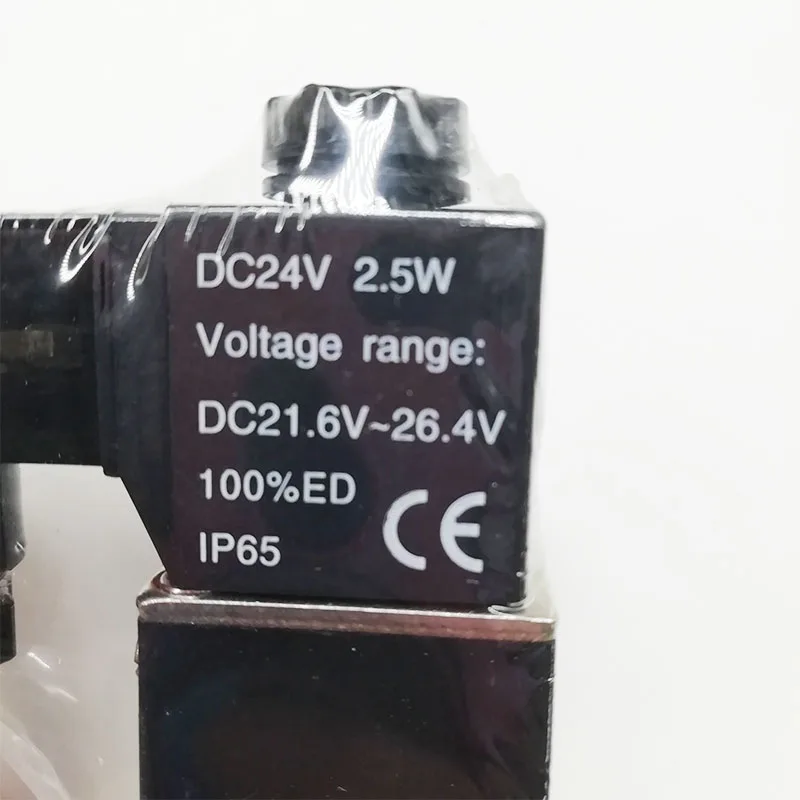 DC24V 2.5W
Voltage range:
DC21.6V~26.4V
100%ED
IP65
CE